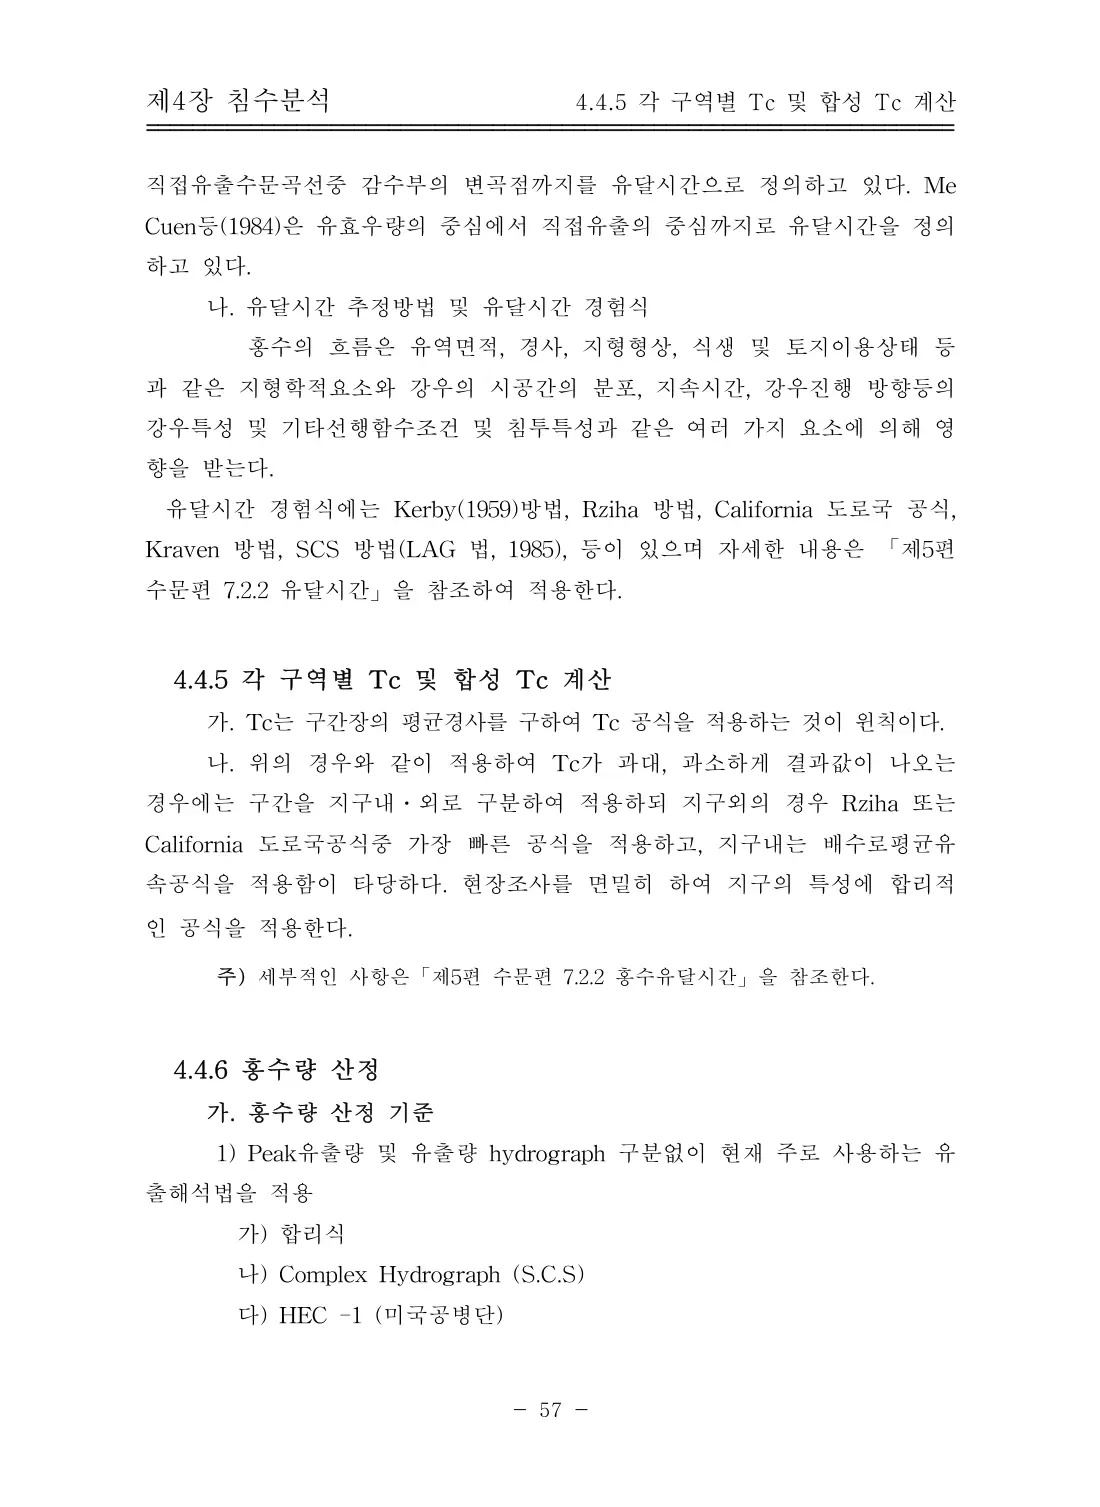 제4장 침수분석
4.4.5 각 구역별 Tc 및 합성 Tc 계산
직접유출수문곡선중 감수부의 변곡점까지를 유달시간으로 정의하고 있다. Me
Cuen등(1984)은 유효우량의 중심에서 직접유출의 중심까지로 유달시간을 정의
하고 있다.
나. 유달시간 추정방법 및 유달시간 경험식
홍수의 흐름은 유역면적, 경사, 지형형상, 식생 및 토지이용상태 등
과 같은 지형학적요소와 강우의 시공간의 분포, 지속시간, 강우진행 방향등의
강우특성 및 기타선행함수조건 및 침투특성과 같은 여러 가지 요소에 의해 영
향을 받는다.
유달시간 경험식에는 Kerby(1959)방법, Rziha 방법, California 도로국 공식,
Kraven 방법, SCS 방법(LAG 법, 1985), 등이 있으며 자세한 내용은 「제5편
수문편 7.2.2 유달시간」을 참조하여 적용한다.
4.4.5 각 구역별 Tc 및 합성 Tc 계산
가. Tc는 구간장의 평균경사를 구하여 Tc 공식을 적용하는 것이 원칙이다.
나. 위의 경우와 같이 적용하여 Tc가 과대, 과소하게 결과값이 나오는
경우에는 구간을 지구내·외로 구분하여 적용하되 지구외의 경우 Rziha 또는
California 도로국공식중 가장 빠른 공식을 적용하고, 지구내는 배수로평균유
속공식을 적용함이 타당하다. 현장조사를 면밀히 하여 지구의 특성에 합리적
인 공식을 적용한다.
주) 세부적인 사항은「제5편 수문편 7.2.2 홍수유달시간」을 참조한다.
4.4.6 홍수량 산정
가. 홍수량 산정 기준
1) Peak유출량 및 유출량 hydrograph 구분없이 현재 주로 사용하는 유
출해석법을 적용
가) 합리식
나) Complex Hydrograph (S.C.S)
다) HEC -1 (미국공병단)
- 57 -